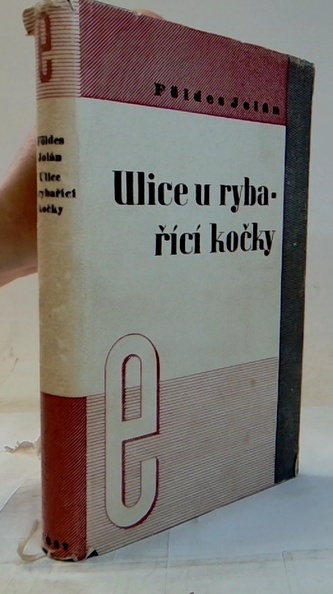 e
Földes
Jolán
Ulice
u rybařící
kočky
Földes Jolán
Ulice u ryba-
řící kočky
e